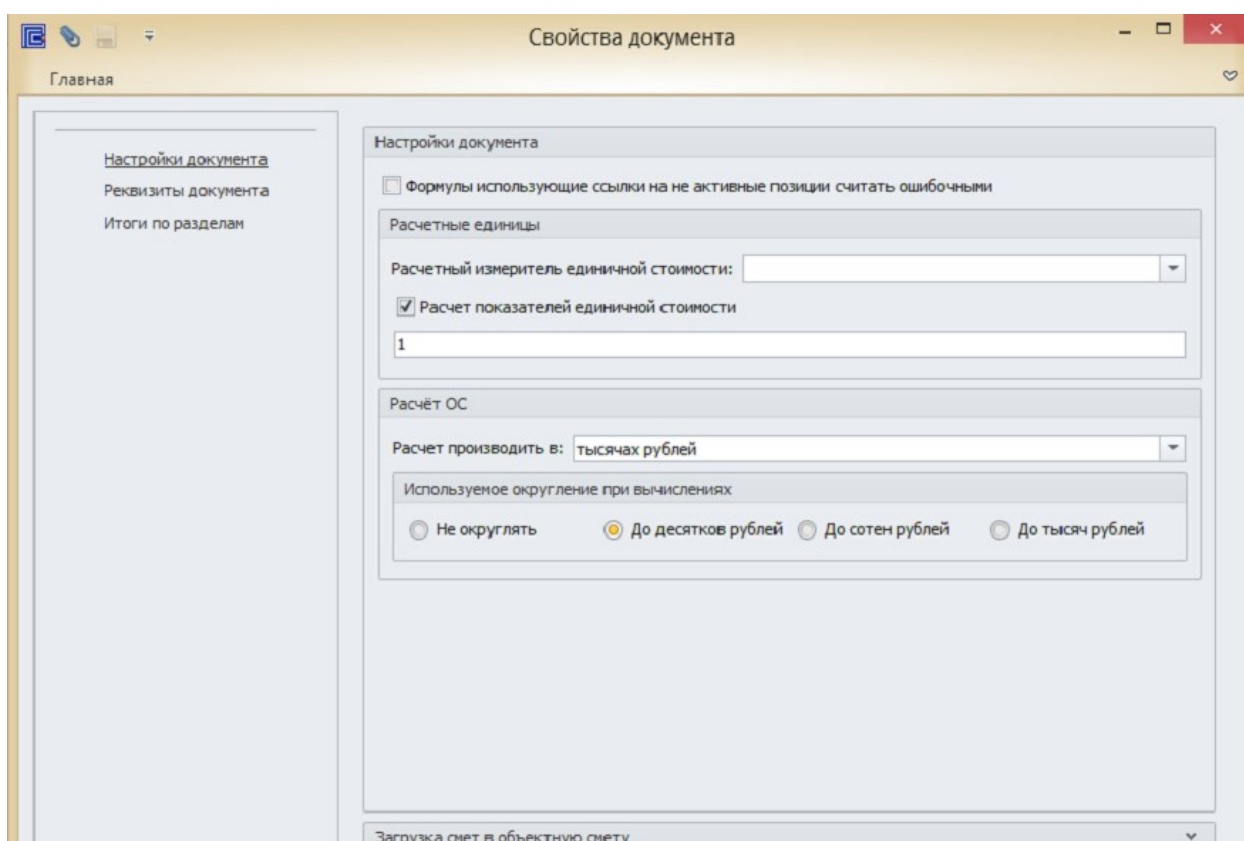 Свойства документа
Главная
Настройки документа
Реквизиты документа
Итоги по разделам
Настройки документа
Формулы использующие ссылки на не активные позиции считать ошибочными
Расчетные единицы
Расчетный измеритель единичной стоимости:
Расчет показателей единичной стоимости
1
Расчёт ОС
Расчет производить в: тысячах рублей
Используемое округление при вычислениях
Не округлять До десятков рублей До сотен рублей До тысяч рублей
Загрузка смет в объектную смету